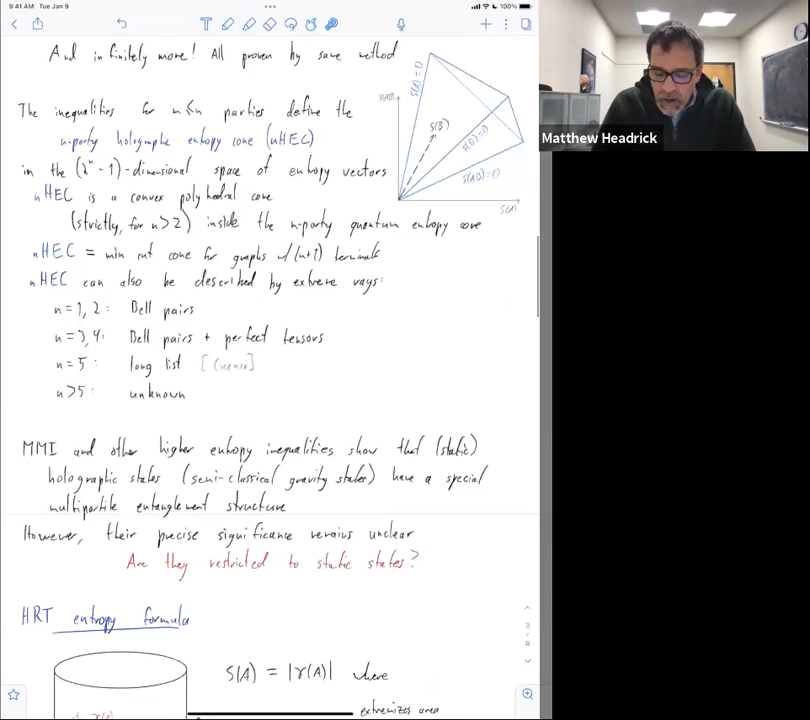 9:41 AM Tue Jan 9
100%
And infinitely more! All proven by same method
The inequalities for n≤n parties define the
n-party holographic entropy cone (nHEC)
in the (2ⁿ-1)-dimensional space of entropy vectors
nHEC is a convex polyhedral cone
(strictly, for n>2) inside the n-party quantum entropy cone
nHEC = min cut cone for graphs w/ (n+1) terminals
nHEC can also be described by extreme rays:
n=1,2: Bell pairs
n=3,4: Bell pairs + perfect tensors
n=5: long list [Cuenca]
n>5: unknown
S(AB)
S(A)=0
S(B)
S(D)=0
S(AB)=0
S(A)
MMI and other higher entropy inequalities show that (static)
holographic states (semi-classical gravity states) have a special
multipartite entanglement structure
However, their precise significance remains unclear
Are they restricted to static states?
HRT entropy formula
S(A) = |γ(A)| where
extremizes area
γ(A)
3
8
Matthew Headrick